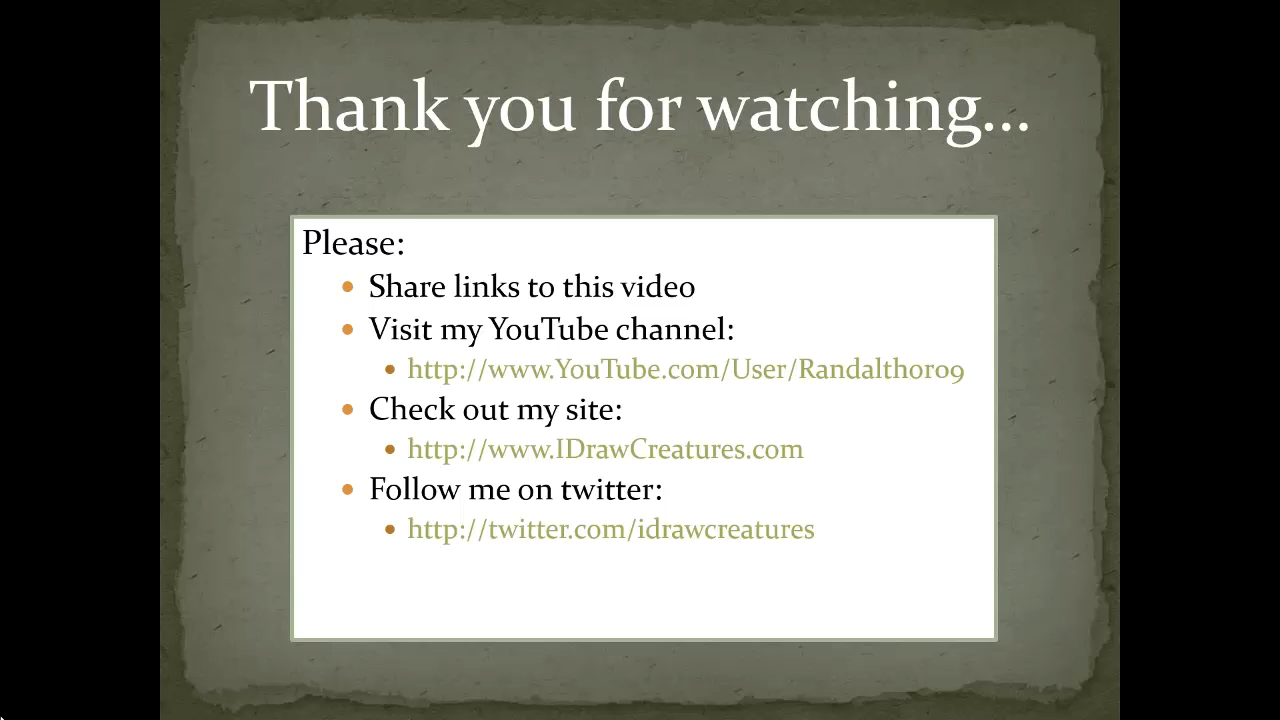 Thank you for watching...
Please:
• Share links to this video
• Visit my YouTube channel:
• http://www.YouTube.com/User/Randalthor09
• Check out my site:
• http://www.IDrawCreatures.com
• Follow me on twitter:
• http://twitter.com/idrawcreatures